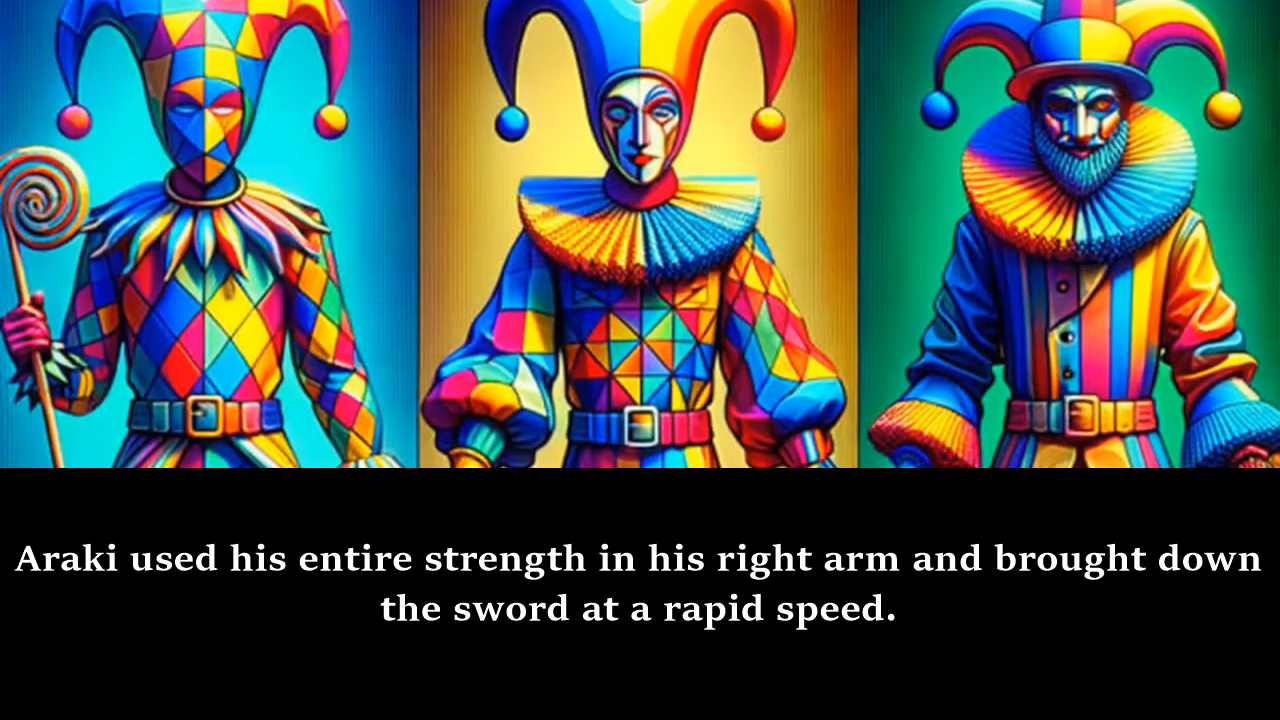 Araki used his entire strength in his right arm and brought down
the sword at a rapid speed.